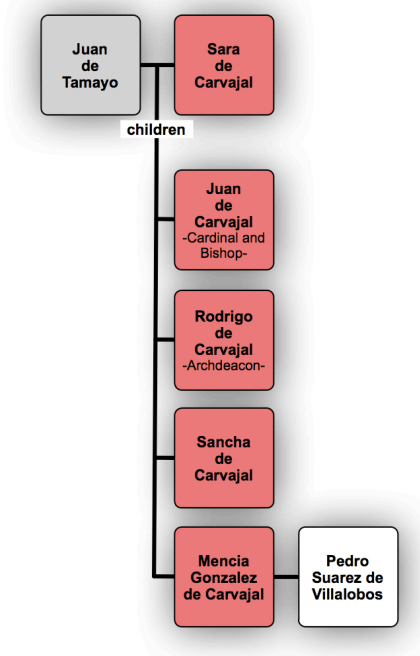 Juan
de
Tamayo
Sara
de
Carvajal
children
Juan
de
Carvajal
-Cardinal and
Bishop-
Rodrigo
de
Carvajal
-Archdeacon-
Sancha
de
Carvajal
Mencia
Gonzalez
de Carvajal
Pedro
Suarez de
Villalobos